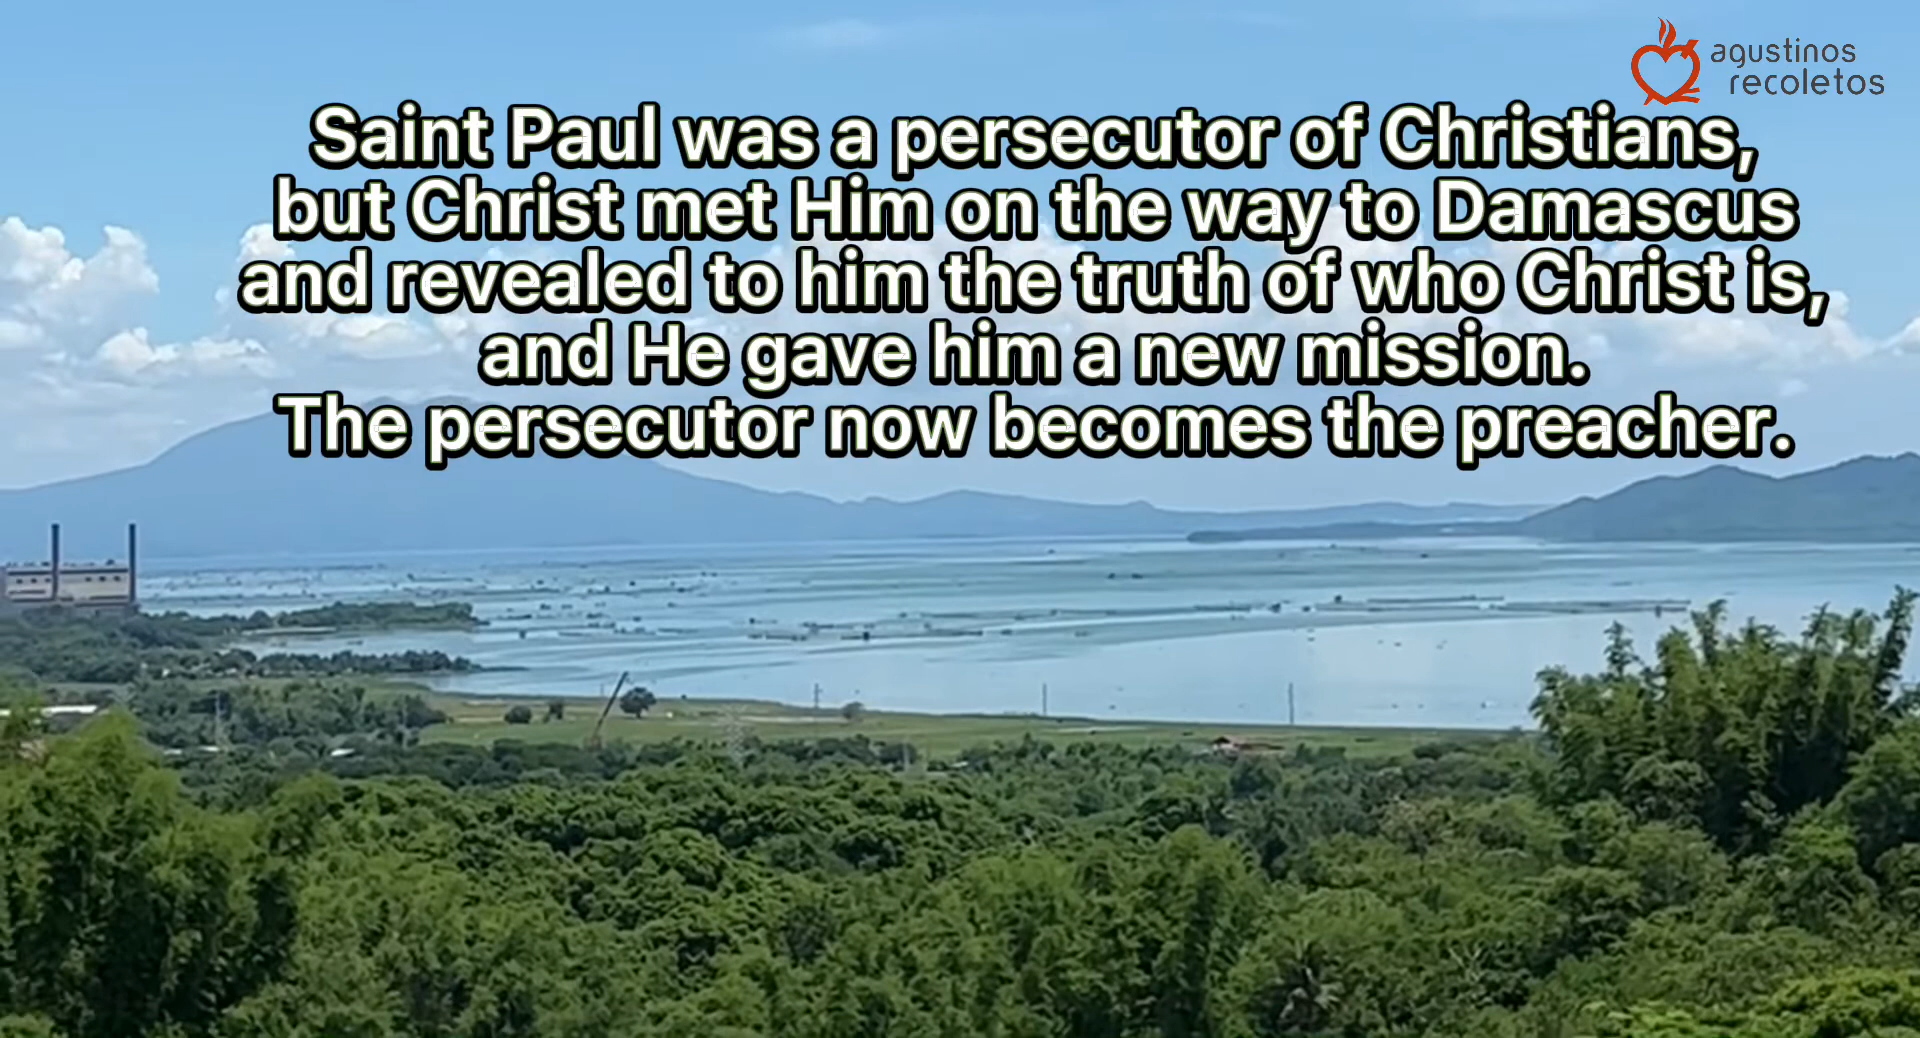 agustinos
recoletos
Saint Paul was a persecutor of Christians,
but Christ met Him on the way to Damascus
and revealed to him the truth of who Christ is,
and He gave him a new mission.
The persecutor now becomes the preacher.